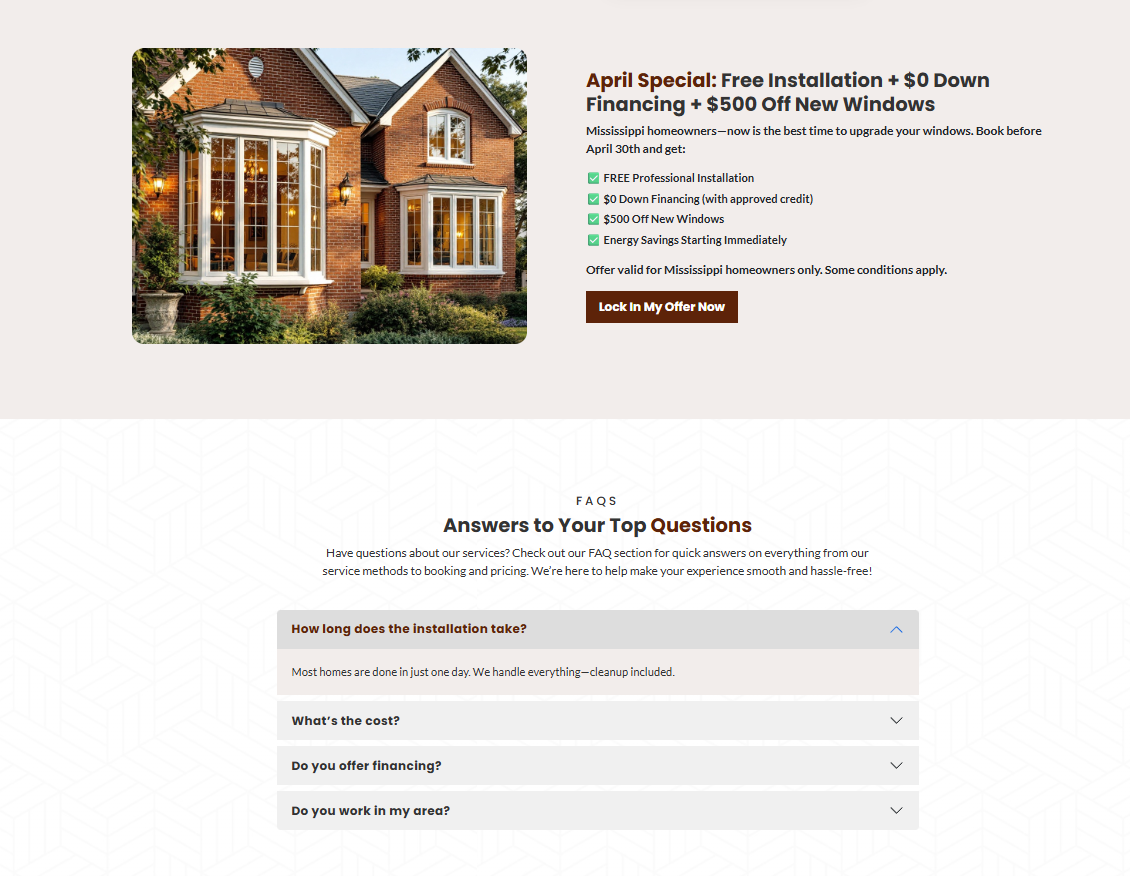 April Special: Free Installation + $0 Down
Financing + $500 Off New Windows
Mississippi homeowners—now is the best time to upgrade your windows. Book before
April 30th and get:
✅ FREE Professional Installation
✅ $0 Down Financing (with approved credit)
✅ $500 Off New Windows
✅ Energy Savings Starting Immediately
Offer valid for Mississippi homeowners only. Some conditions apply.
Lock In My Offer Now
FAQS
Answers to Your Top Questions
Have questions about our services? Check out our FAQ section for quick answers on everything from our
service methods to booking and pricing. We’re here to help make your experience smooth and hassle-free!
How long does the installation take?
Most homes are done in just one day. We handle everything—cleanup included.
What’s the cost?
Do you offer financing?
Do you work in my area?